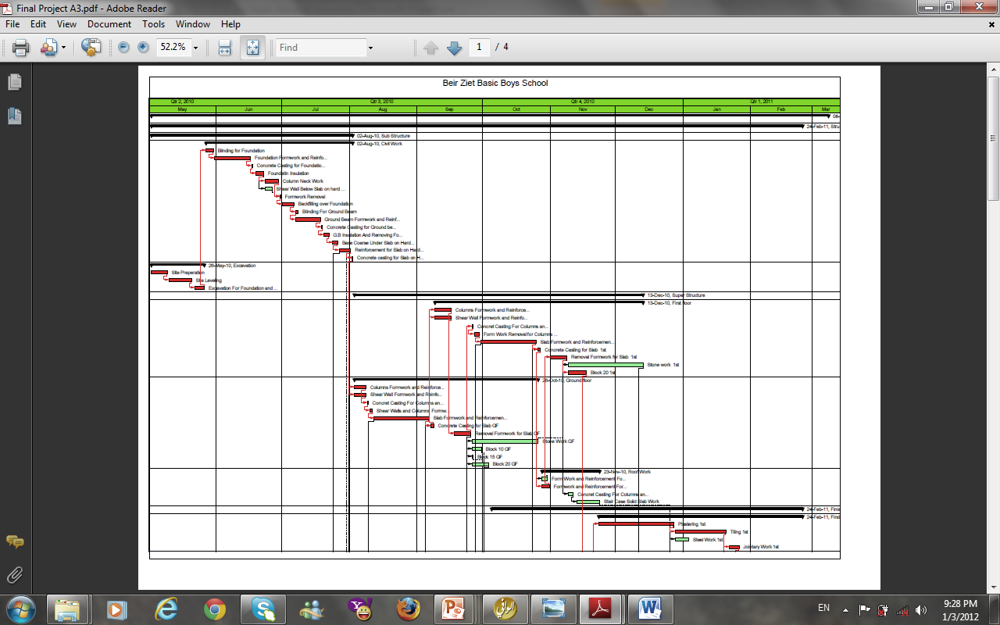 Final Project A3.pdf - Adobe Reader
File Edit View Document Tools Window Help
52.2% Find 1 / 4
Beir Ziet Basic Boys School
Qtr 2, 2010 Qtr 3, 2010 Qtr 4, 2010 Qtr 1, 2011
May Jun Jul Aug Sep Oct Nov Dec Jan Feb Mar
08-
24-Feb-11, Stru
02-Aug-10, Sub Structure
02-Aug-10, Civil Work
Blinding for Foundation
Foundation Formwork and Reinfo...
Concrete Casting for Foundatio...
Foundatin Insulation
Column Neck Work
Shear Wall Below Slab on hard ...
Formwork Removal
Backfilling over Foundation
Blinding For Ground Beam
Ground Beam Formwork and Reinf...
Concrete Casting for Ground be...
G.B Insulation And Removing Fo...
Base Coarse Under Slab on Hard...
Reinforcement for Slab on Hard...
Concrete casting for Slab on H...
26-May-10, Excavation
Site Preparation
Site Leveling
Excavation For Foundation and ...
13-Dec-10, Super Structure
13-Dec-10, First floor
Columns Formwork and Reinforce...
Shear Wall Formwork and Reinfo...
Concret Casting For Columns an...
Form Work Removal for Columns ...
Slab Formwork and Reinforcemen...
Concrete Casting for Slab 1st
Removal Formwork for Slab 1st
Stone work 1st
Block 20 1st
26-Oct-10, Ground floor
Columns Formwork and Reinforce...
Shear Wall Formwork and Reinfo...
Concret Casting For Columns an...
Shear Walls and Columns Formw...
Slab Formwork and Reinforcemen...
Concrete Casting for Slab GF
Removal Formwork for Slab GF
Stone Work GF
Block 10 GF
Block 15 GF
Block 20 GF
23-Nov-10, Roof Work
Form Work and Reinforcement Fo...
Formwork and Reinforcement For...
Concret Casting For Columns an...
Stair Case Solid Slab Work
24-Feb-11, Finis
24-Feb-11, First
Plastering 1st
Tiling 1st
Steel Work 1st
Jointary Work 1st
الوافي
EN 9:28 PM
1/3/2012